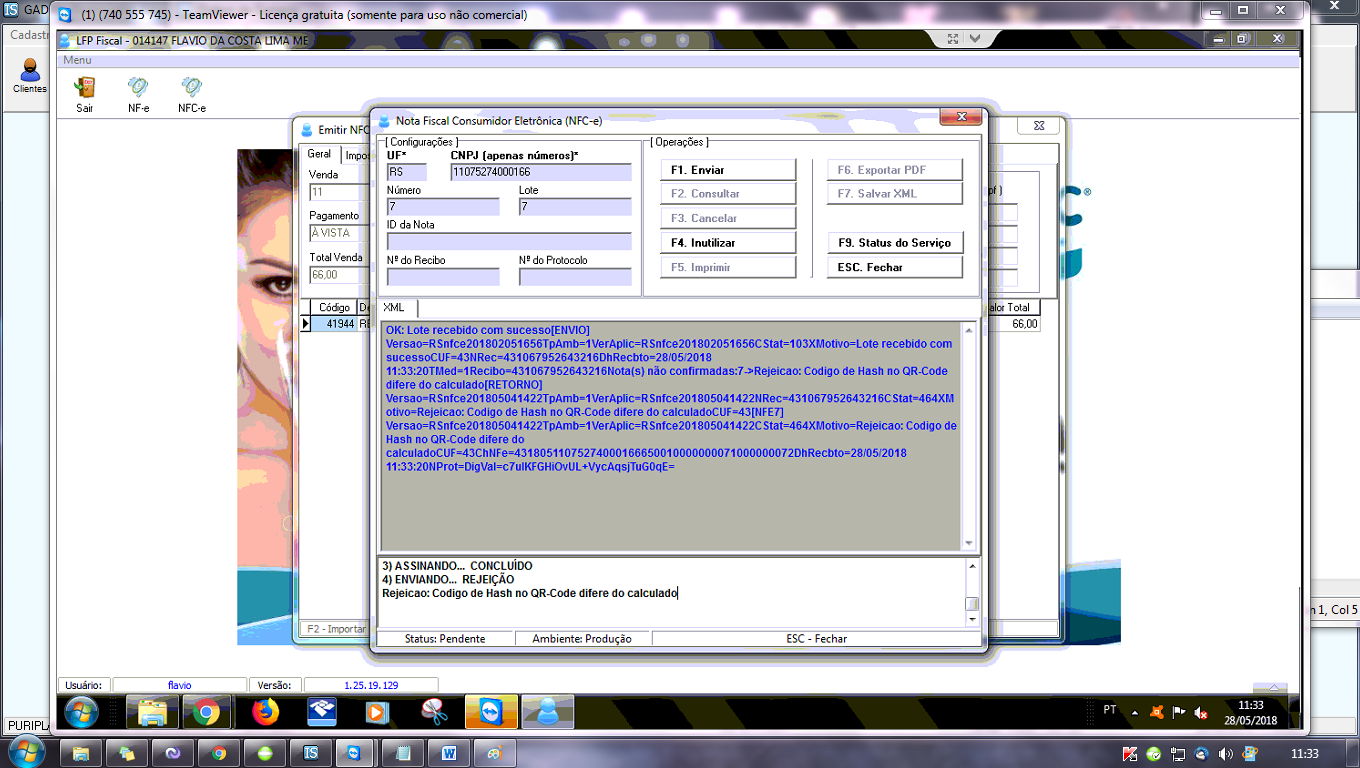 GAD
(1) (740 555 745) - TeamViewer - Licença gratuita (somente para uso não comercial)
Cadastr
LFP Fiscal - 014147 FLAVIO DA COSTA LIMA ME
Menu
Clientes
Sair
NF-e
NFC-e
Emitir NFC
Geral
Impos
Venda
11
Pagamento
À VISTA
Total Venda
66,00
Código
De
41944
RE
pf ]
alor Total
66,00
F2 - Importar
Nota Fiscal Consumidor Eletrônica (NFC-e)
[ Configurações ]
UF*
CNPJ (apenas números)*
RS
11075274000166
Número
Lote
7
7
ID da Nota
Nº do Recibo
Nº do Protocolo
[ Operações ]
F1. Enviar
F2. Consultar
F3. Cancelar
F4. Inutilizar
F5. Imprimir
F6. Exportar PDF
F7. Salvar XML
F9. Status do Serviço
ESC. Fechar
XML
OK: Lote recebido com sucesso[ENVIO]
Versao=RSnfce201802051656TpAmb=1VerAplic=RSnfce201802051656CStat=103XMotivo=Lote recebido com
sucessoCUF=43NRec=431067952643216DhRecbto=28/05/2018
11:33:20TMed=1Recibo=431067952643216Nota(s) não confirmadas:7->Rejeicao: Codigo de Hash no QR-Code
difere do calculado[RETORNO]
Versao=RSnfce201805041422TpAmb=1VerAplic=RSnfce201805041422NRec=431067952643216CStat=464XM
otivo=Rejeicao: Codigo de Hash no QR-Code difere do calculadoCUF=43[NFE7]
Versao=RSnfce201805041422TpAmb=1VerAplic=RSnfce201805041422CStat=464XMotivo=Rejeicao: Codigo de
Hash no QR-Code difere do
calculadoCUF=43ChNFe=43180511075274000166650010000000071000000072DhRecbto=28/05/2018
11:33:20NProt=DigVal=c7uIKFGHiOvUL+VycAqsjTuG0qE=
3) ASSINANDO... CONCLUÍDO
4) ENVIANDO... REJEIÇÃO
Rejeicao: Codigo de Hash no QR-Code difere do calculado
Status: Pendente
Ambiente: Produção
ESC - Fechar
n 1, Col 5
Usuário:
flavio
Versão:
1.25.19.129
PT
11:33
28/05/2018
PURIPLA
11:33